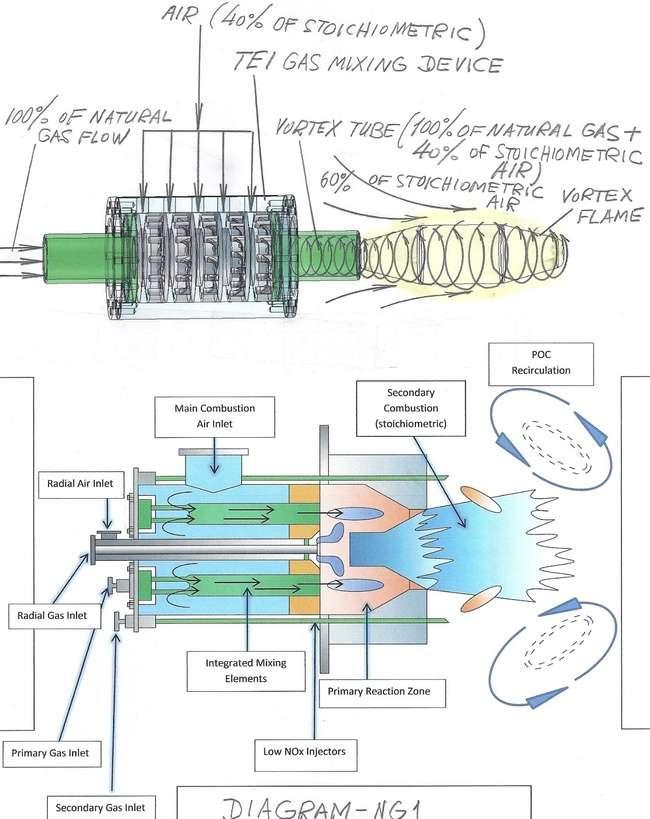 AIR (40% OF STOICHIOMETRIC)
TEI GAS MIXING DEVICE
100% OF NATURAL
GAS FLOW
VORTEX TUBE (100% OF NATURAL GAS +
40% OF STOICHIOMETRIC
AIR)
60% OF STOICHIOMETRIC
AIR
VORTEX
FLAME
POC
Recirculation
Secondary
Combustion
(stoichiometric)
Main Combustion
Air Inlet
Radial Air Inlet
Radial Gas Inlet
Integrated Mixing
Elements
Primary Reaction Zone
Primary Gas Inlet
Low NOx Injectors
Secondary Gas Inlet
DIAGRAM-NG1